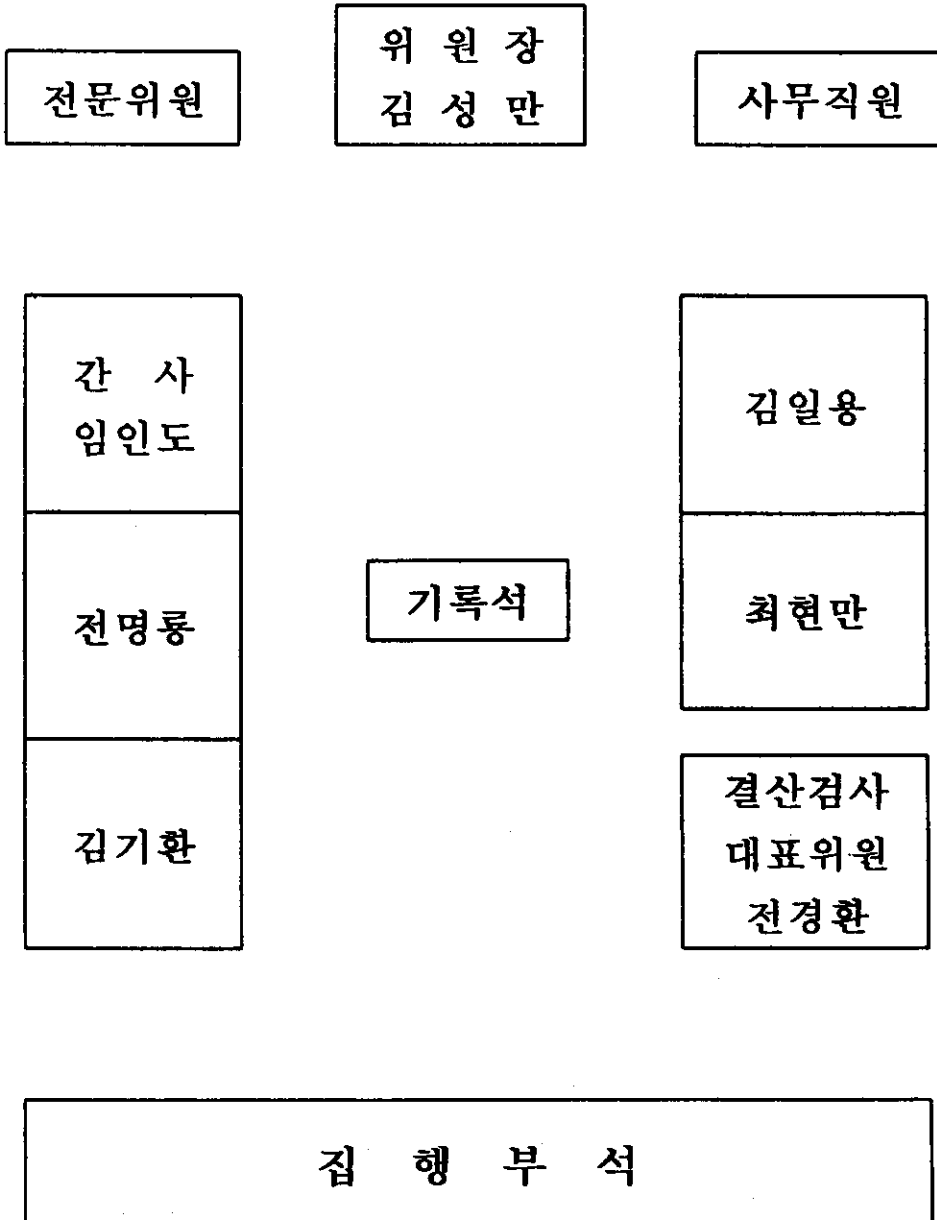 위 원 장
김 성 만
전문위원
사무직원
간 사
임인도
전명룡
김기환
기록석
김일용
최현만
결산검사
대표위원
전경환
집 행 부 석